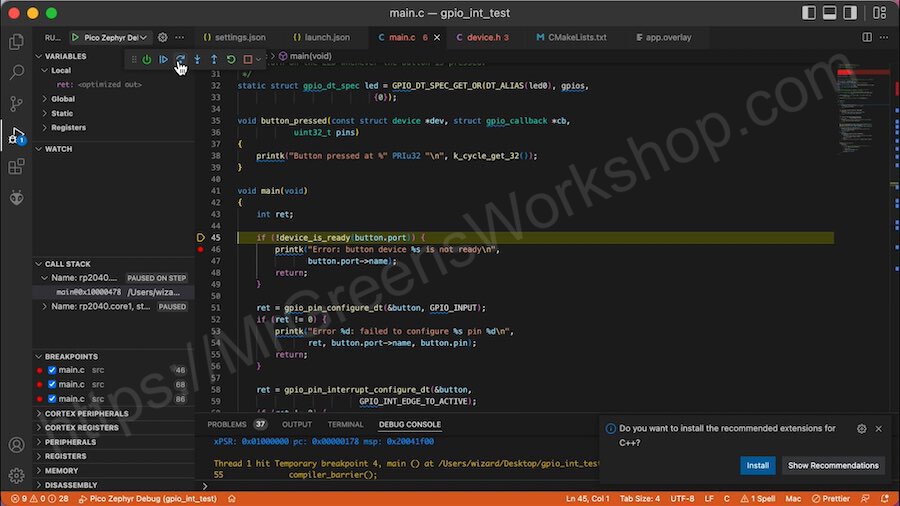 main.c — gpio_int_test
RU... Pico Zephyr Del
settings.json launch.json main.c 6 device.h 3 CMakeLists.txt app.overlay
main(void)
VARIABLES
Local
ret: <optimized out>
Global
Static
Registers
WATCH
CALL STACK
Name: rp2040.... PAUSED ON STEP
main@0x10000478 /Users/wiza...
Name: rp2040.core1, st... PAUSED
BREAKPOINTS
main.c src 46
main.c src 68
main.c src 86
CORTEX PERIPHERALS
CORTEX REGISTERS
PERIPHERALS
REGISTERS
MEMORY
DISASSEMBLY
31 */
32 static struct gpio_dt_spec led = GPIO_DT_SPEC_GET_OR(DT_ALIAS(led0), gpios,
33 {0});
34
35 void button_pressed(const struct device *dev, struct gpio_callback *cb,
36 uint32_t pins)
37 {
38 printk("Button pressed at %" PRIu32 "\n", k_cycle_get_32());
39 }
40
41 void main(void)
42 {
43 int ret;
44
45 if (!device_is_ready(button.port)) {
46 printk("Error: button device %s is not ready\n",
47 button.port->name);
48 return;
49 }
50
51 ret = gpio_pin_configure_dt(&button, GPIO_INPUT);
52 if (ret != 0) {
53 printk("Error %d: failed to configure %s pin %d\n",
54 ret, button.port->name, button.pin);
55 return;
56 }
57
58 ret = gpio_pin_interrupt_configure_dt(&button,
59 GPIO_INT_EDGE_TO_ACTIVE);
PROBLEMS 37 OUTPUT TERMINAL DEBUG CONSOLE
xPSR: 0x01000000 pc: 0x00000178 msp: 0x20041f00
Thread 1 hit Temporary breakpoint 4, main () at /Users/wizard/Desktop/gpio_int_test
55 compiler_barrier();
Do you want to install the recommended extensions for
C++?
Install Show Recommendations
9 0 28 Pico Zephyr Debug (gpio_int_test) Ln 45, Col 1 Tab Size: 4 UTF-8 LF C 1 Spell Mac Prettier
https://MrGreensWorkshop.com